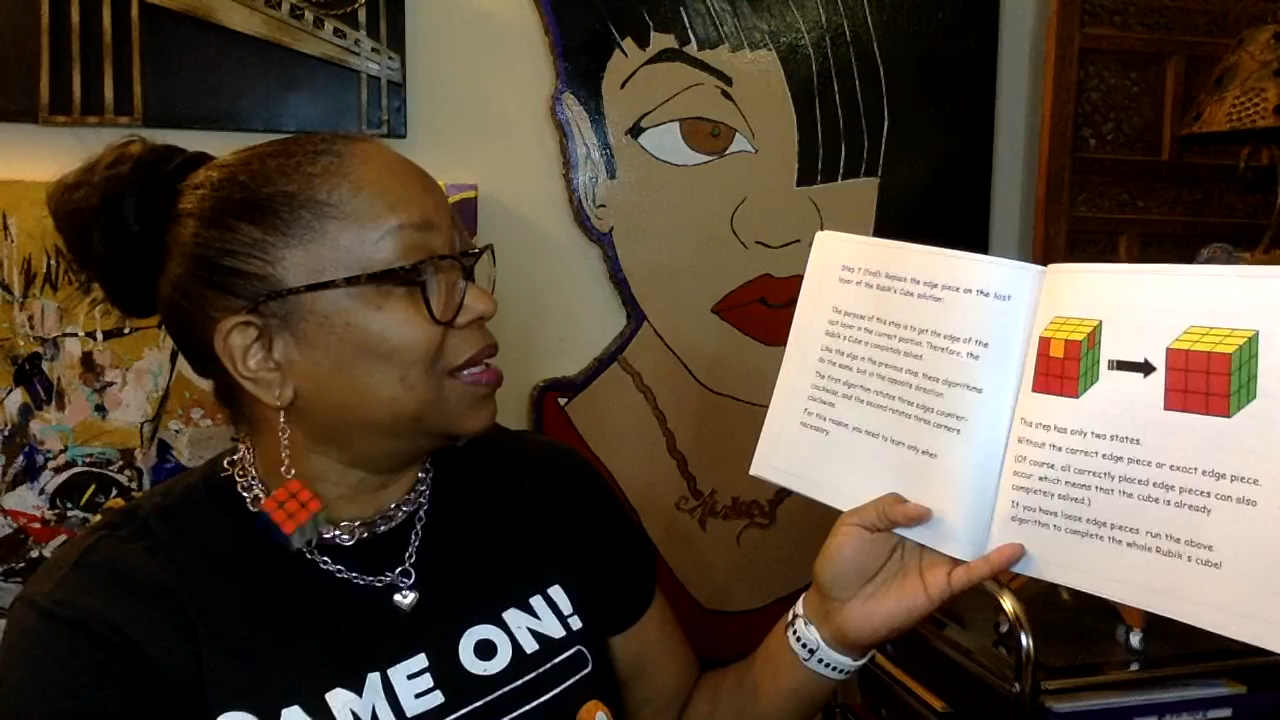 Step 7 (final): Replace the edge piece on the last
layer of the Rubik's Cube solution:
The purpose of this step is to get the edge of the
last layer in the correct position. Therefore, the
Rubik's Cube is completely solved.
Like the algs in the previous step, these algorithms
do the same, but in the opposite direction.
The first algorithm rotates three edges counter-
clockwise, and the second rotates three corners
clockwise.
For this reason, you need to learn only when
necessary.
This step has only two states.
Without the correct edge piece or exact edge piece.
(Of course, all correctly placed edge pieces can also
occur, which means that the cube is already
completely solved.)
If you have loose edge pieces, run the above
algorithm to complete the whole Rubik's cube!
GAME ON!